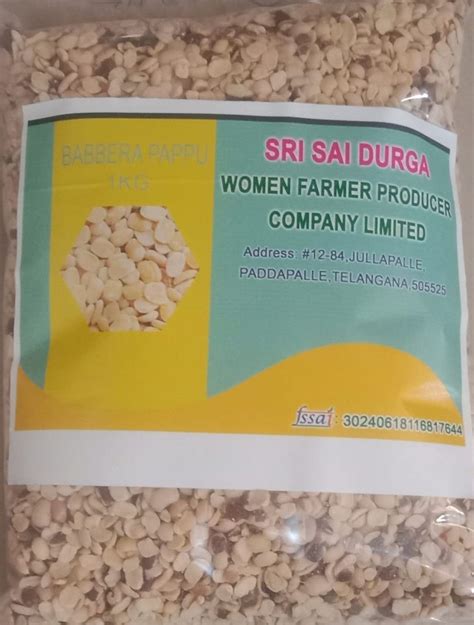 BABBERA PAPPU
1KG
SRI SAI DURGA
WOMEN FARMER PRODUCER
COMPANY LIMITED
Address: #12-84,JULLAPALLE,
PADDAPALLE,TELANGANA,505525
fssai: 30240618116817644